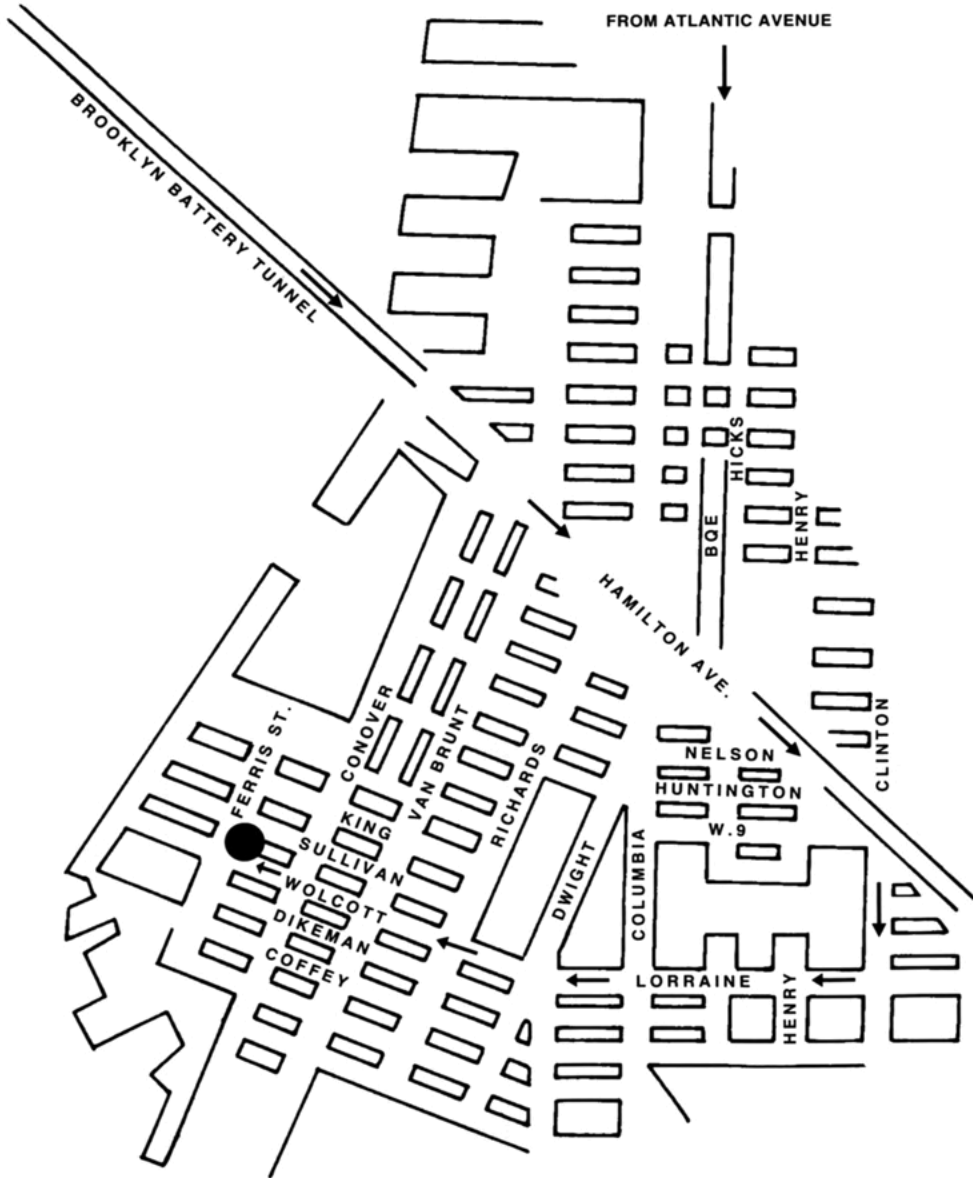 FROM ATLANTIC AVENUE
BROOKLYN BATTERY TUNNEL
HICKS
HENRY
BQE
HAMILTON AVE.
CLINTON
FERRIS ST.
CONOVER
VAN BRUNT
RICHARDS
NELSON
HUNTINGTON
W.9
KING
SULLIVAN
WOLCOTT
DIKEMAN
COFFEY
DWIGHT
COLUMBIA
LORRAINE
HENRY